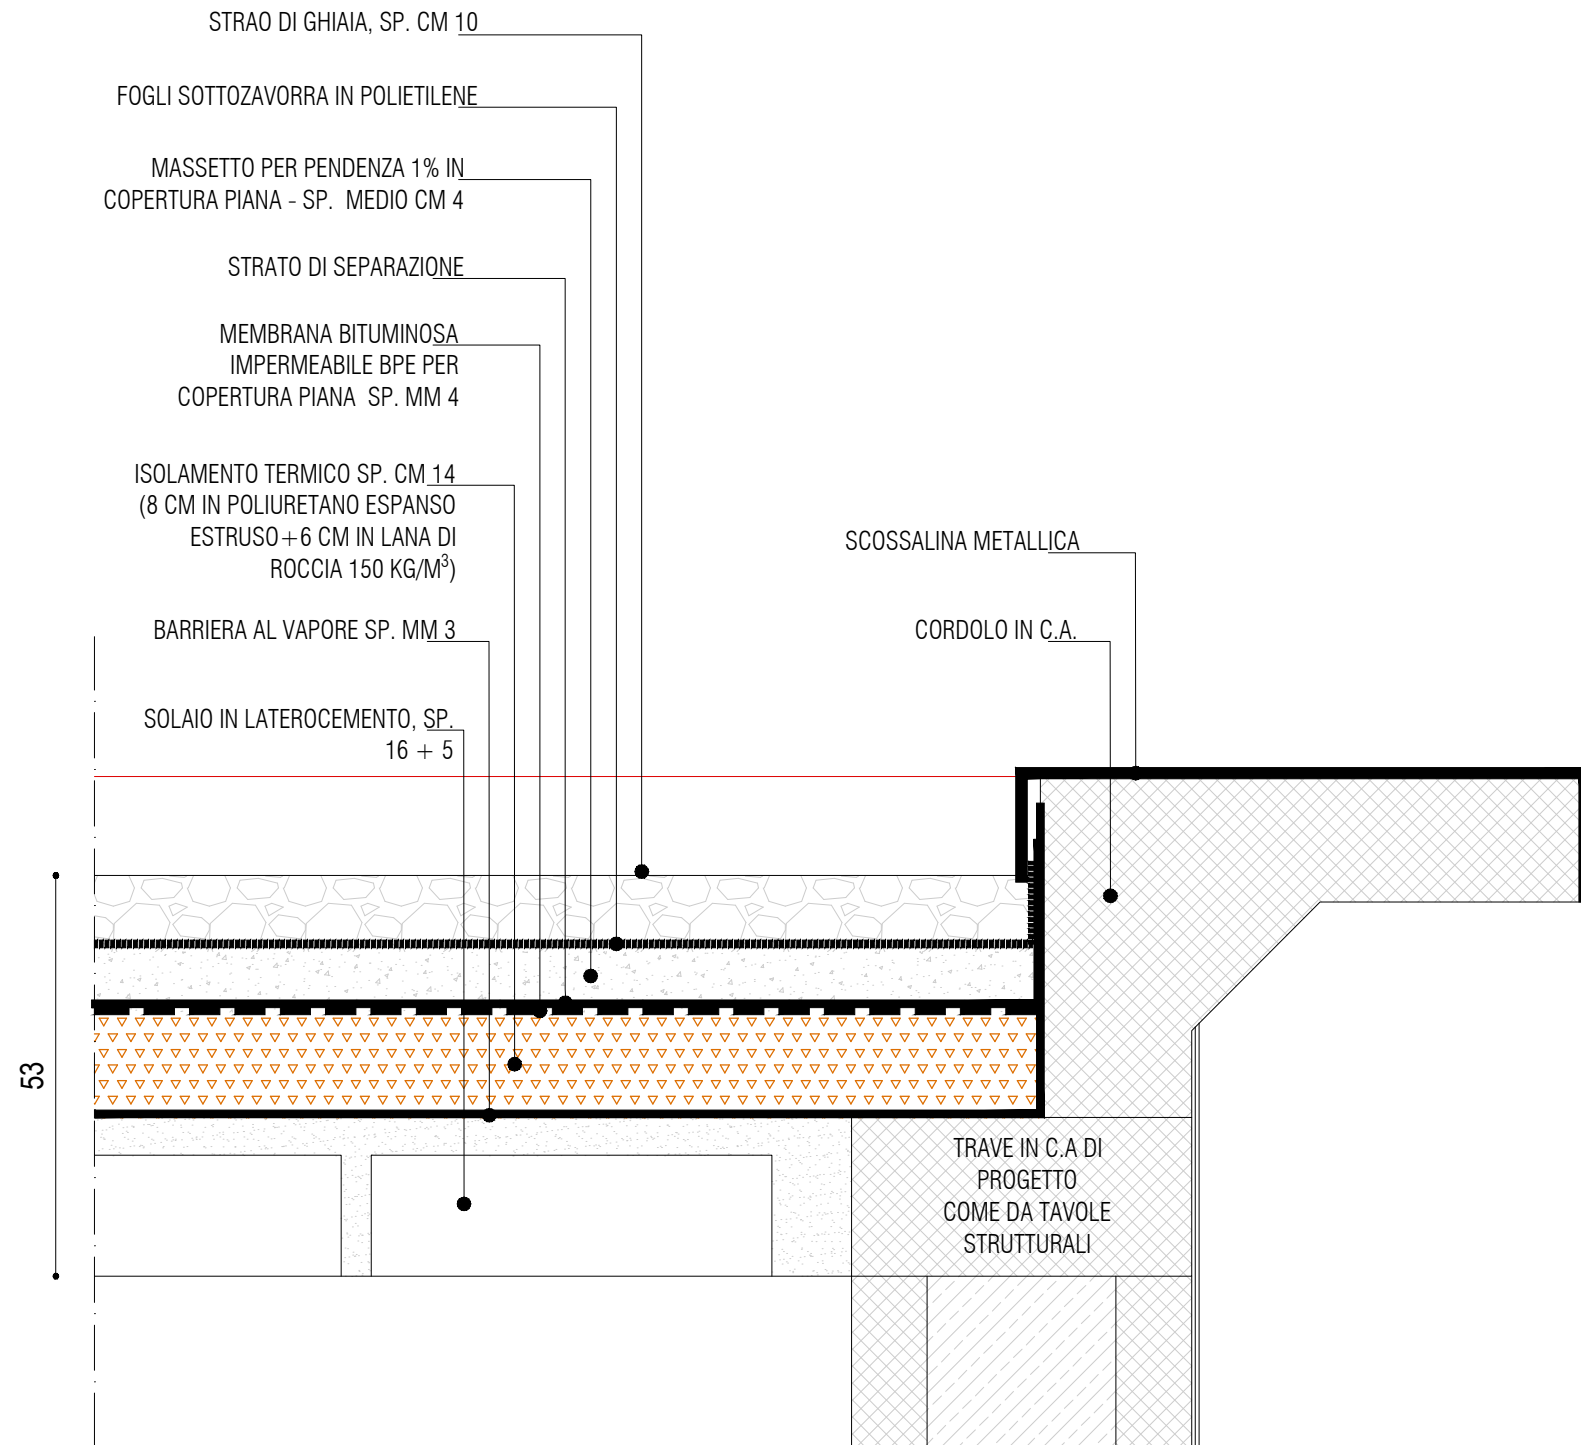 STRAO DI GHIAIA, SP. CM 10
FOGLI SOTTOZAVORRA IN POLIETILENE
MASSETTO PER PENDENZA 1% IN
COPERTURA PIANA - SP. MEDIO CM 4
STRATO DI SEPARAZIONE
MEMBRANA BITUMINOSA
IMPERMEABILE BPE PER
COPERTURA PIANA SP. MM 4
ISOLAMENTO TERMICO SP. CM 14
(8 CM IN POLIURETANO ESPANSO
ESTRUSO+6 CM IN LANA DI
ROCCIA 150 KG/M³)
BARRIERA AL VAPORE SP. MM 3
SOLAIO IN LATEROCEMENTO, SP.
16 + 5
SCOSSALINA METALLICA
CORDOLO IN C.A.
53
TRAVE IN C.A DI
PROGETTO
COME DA TAVOLE
STRUTTURALI